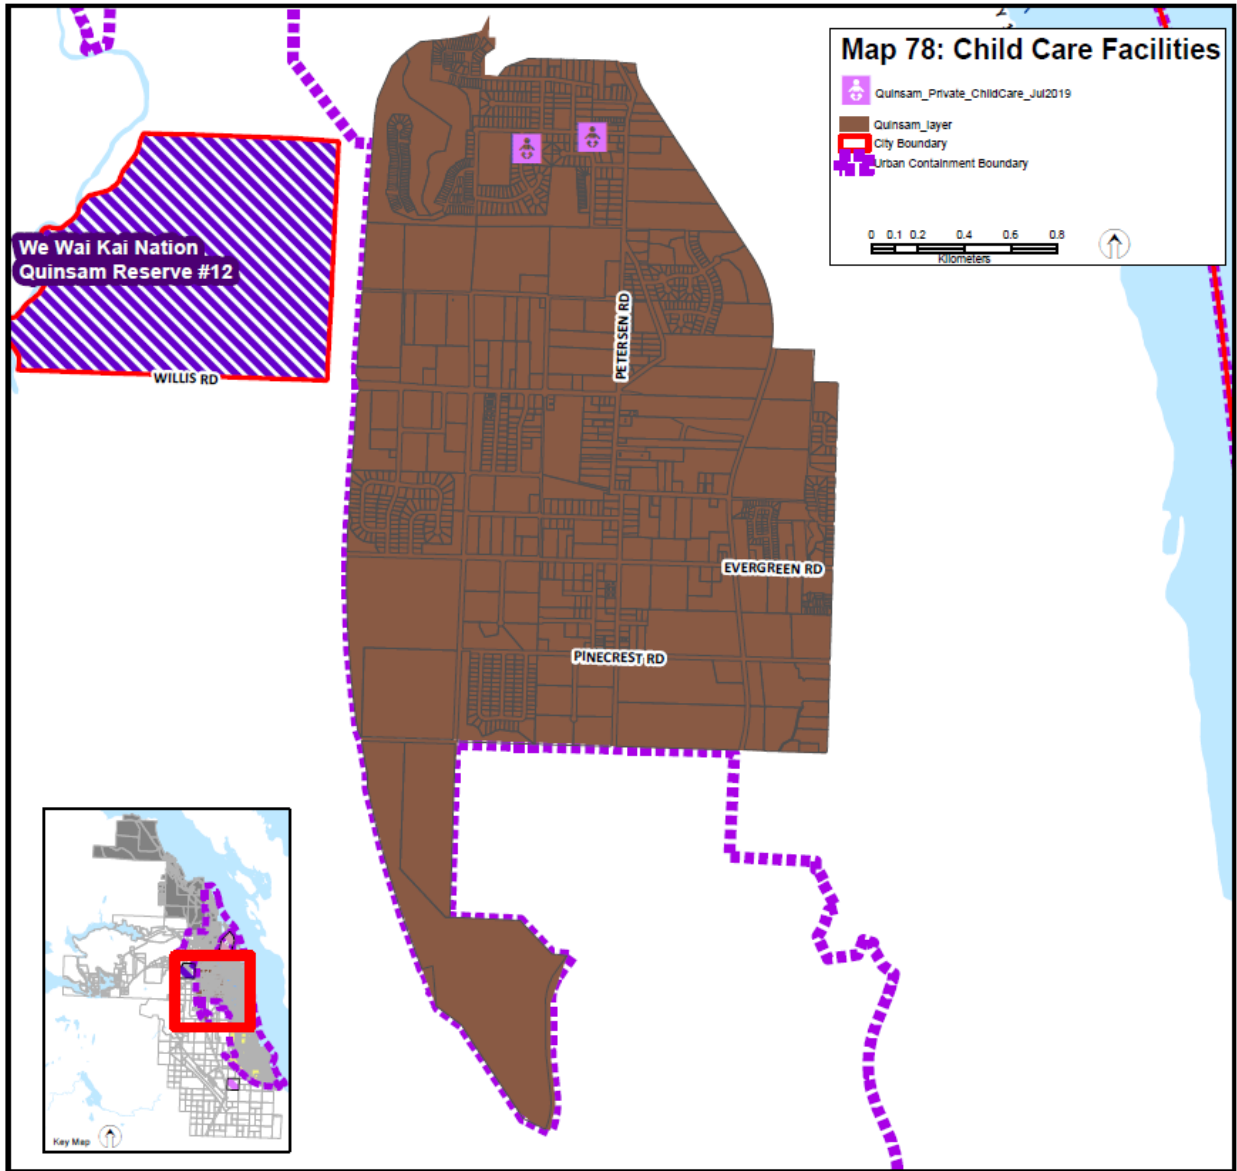 Map 78: Child Care Facilities
Quinsam_Private_ChildCare_Jul2019
Quinsam_layer
City Boundary
Urban Containment Boundary
0 0.1 0.2 0.4 0.6 0.8
Kilometers
We Wai Kai Nation
Quinsam Reserve #12
WILLIS RD
PETERSEN RD
EVERGREEN RD
PINECREST RD
Key Map